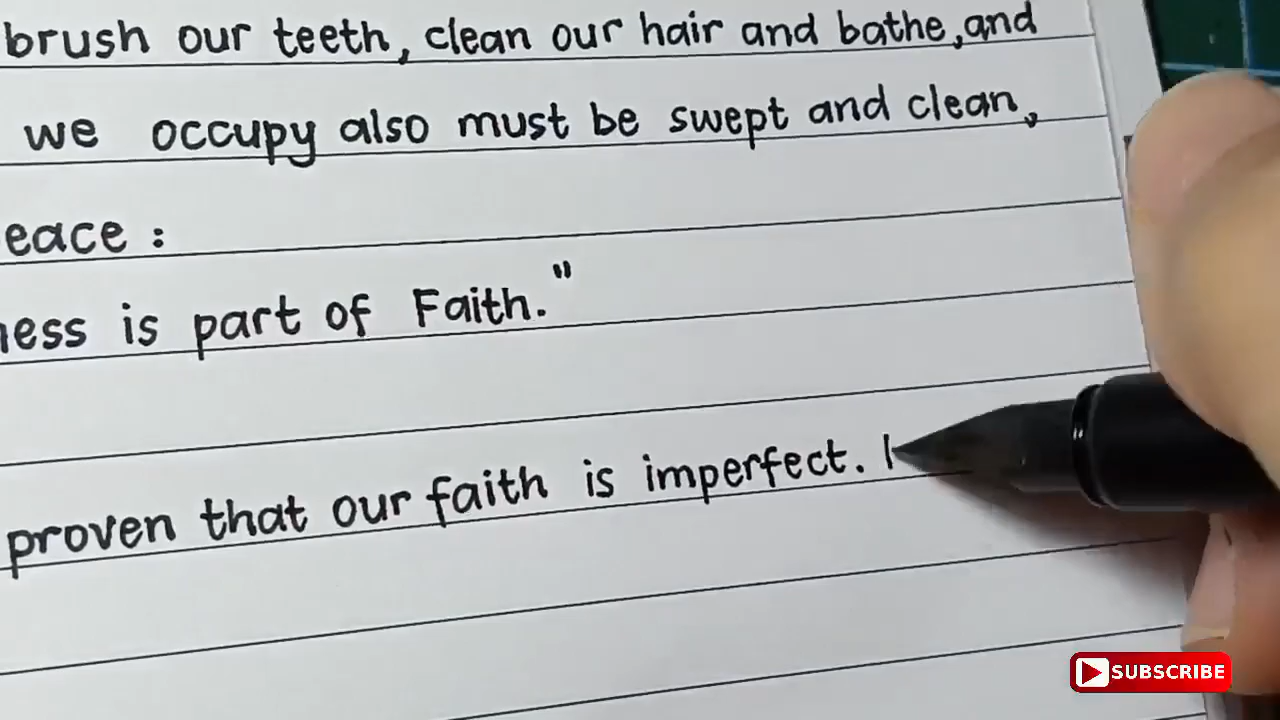 brush our teeth, clean our hair and bathe, and
we occupy also must be swept and clean,
eace :
ness is part of Faith."
proven that our faith is imperfect. I
SUBSCRIBE